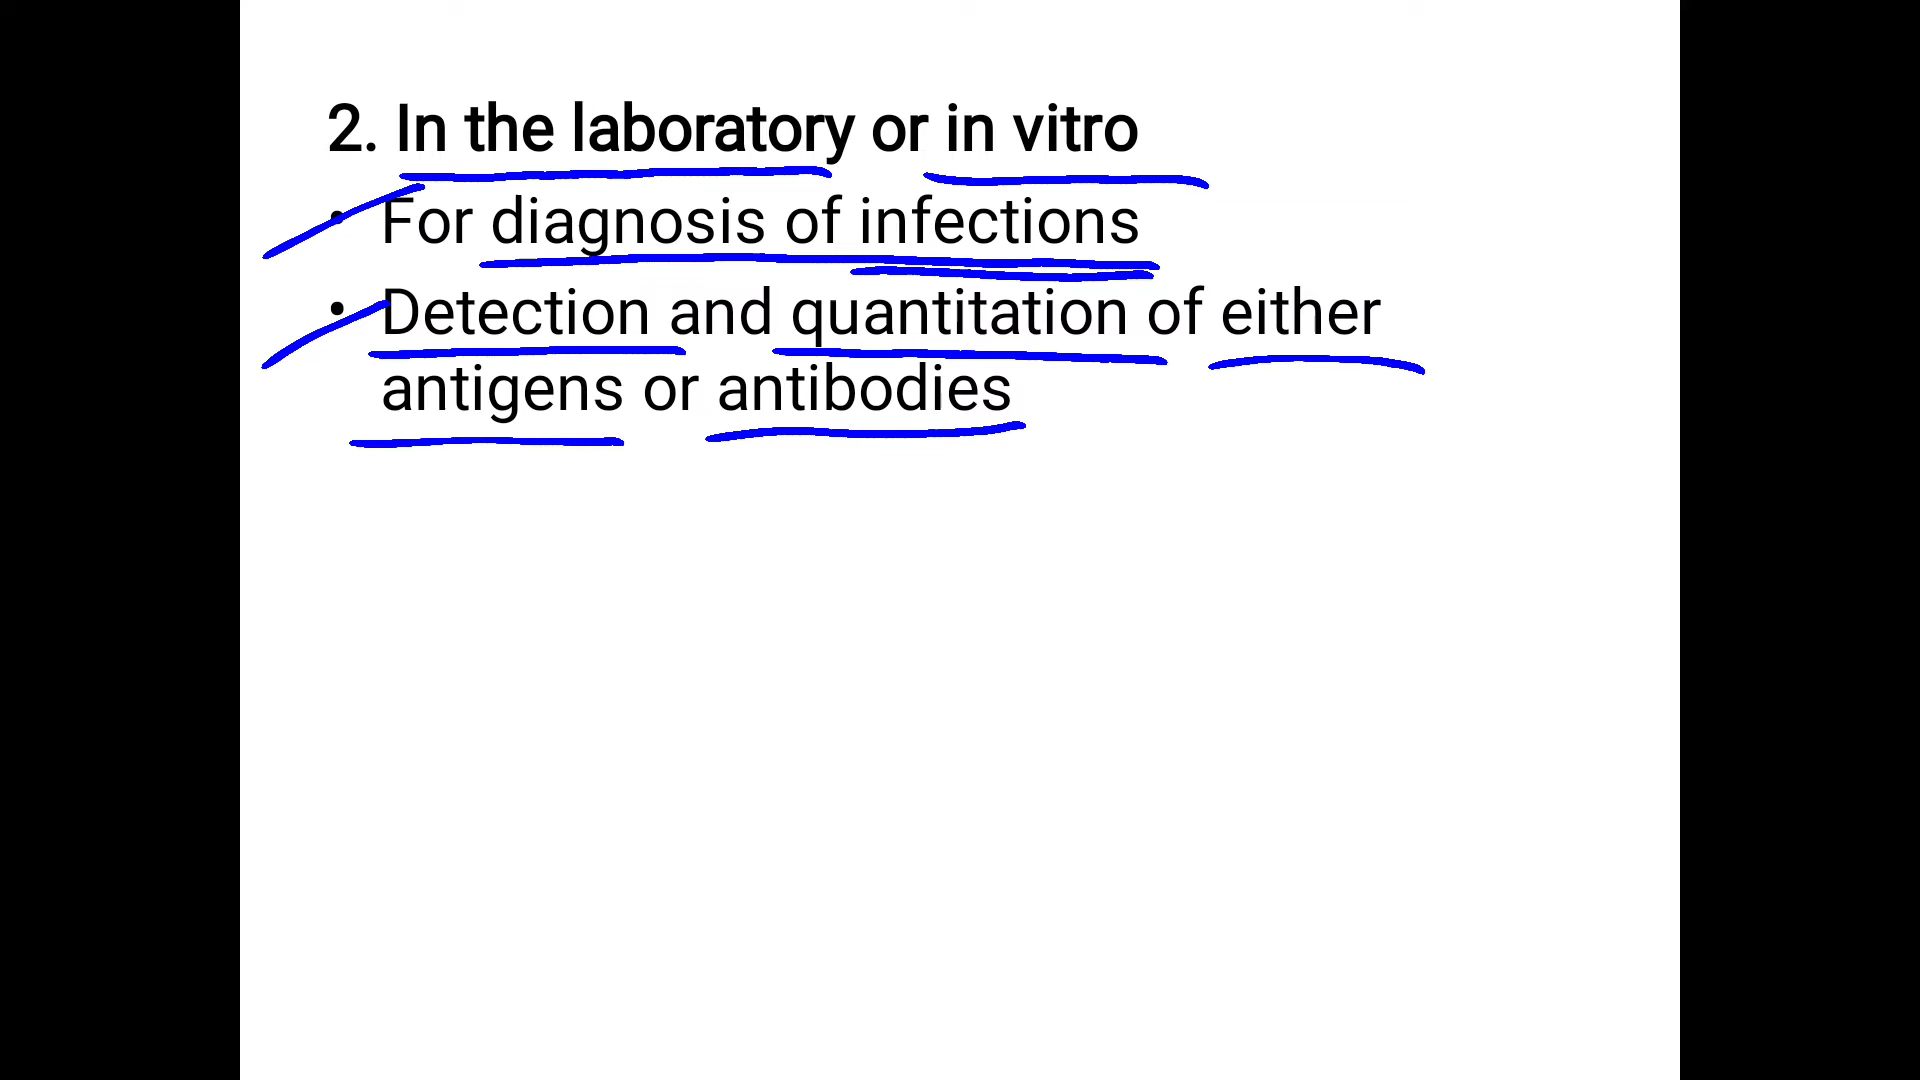 2. In the laboratory or in vitro
• For diagnosis of infections
• Detection and quantitation of either
antigens or antibodies